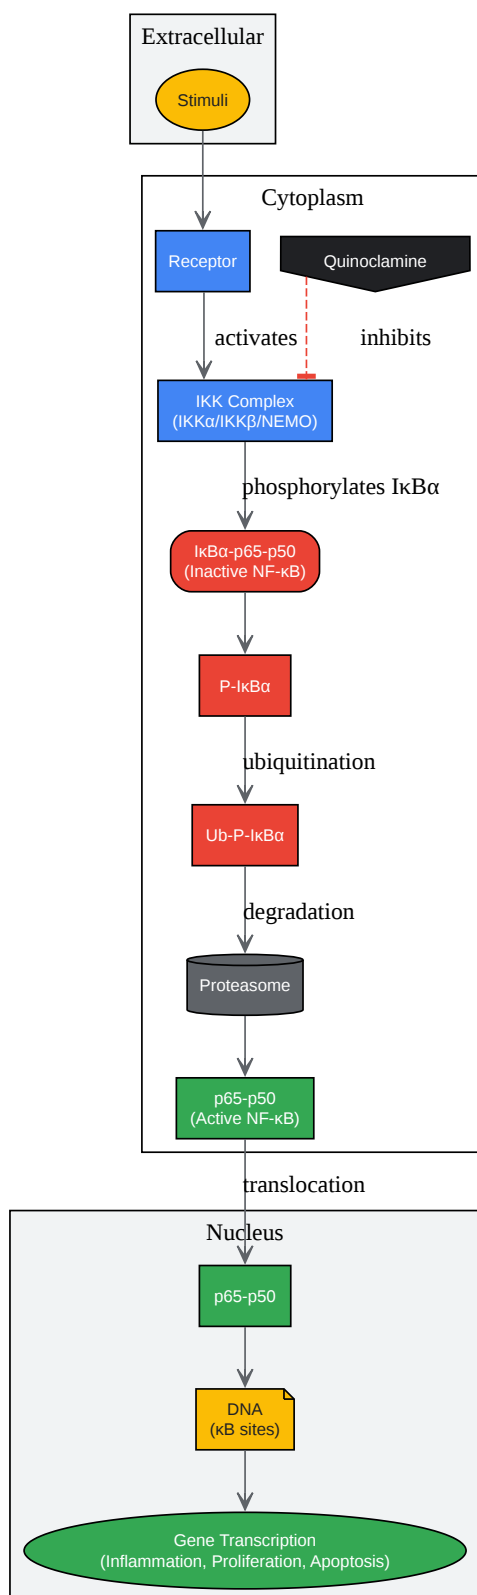 Extracellular
Stimuli
Cytoplasm
Receptor
Quinoclamine
activates
inhibits
IKK Complex
(IKKα/IKKβ/NEMO)
phosphorylates IκBα
IκBα-p65-p50
(Inactive NF-κB)
P-IκBα
ubiquitination
Ub-P-IκBα
degradation
Proteasome
p65-p50
(Active NF-κB)
translocation
Nucleus
p65-p50
DNA
(κB sites)
Gene Transcription
(Inflammation, Proliferation, Apoptosis)